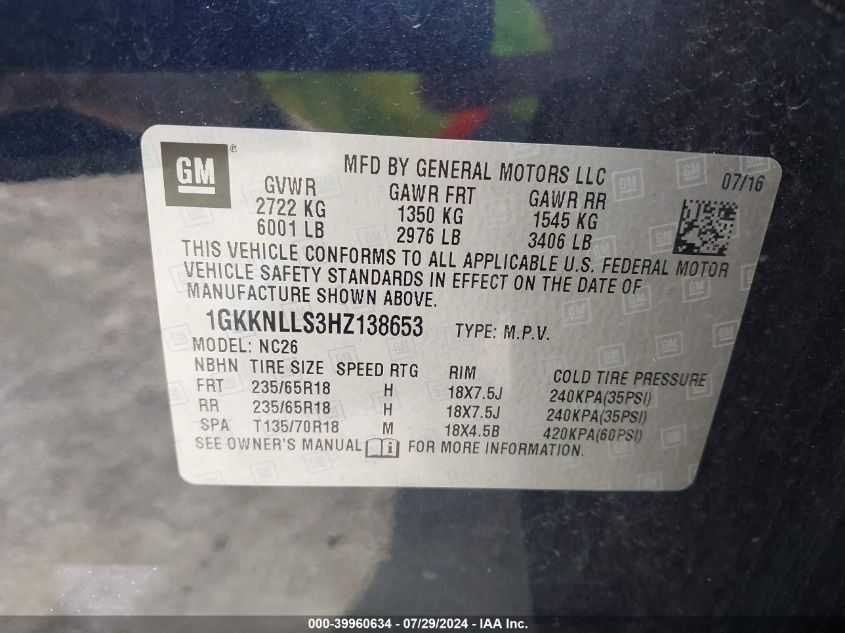 GM®
MFD BY GENERAL MOTORS LLC 07/16
GVWR GAWR FRT GAWR RR
2722 KG 1350 KG 1545 KG
6001 LB 2976 LB 3406 LB
THIS VEHICLE CONFORMS TO ALL APPLICABLE U.S. FEDERAL MOTOR
VEHICLE SAFETY STANDARDS IN EFFECT ON THE DATE OF
MANUFACTURE SHOWN ABOVE.
1GKKNLLS3HZ138653 TYPE: M.P.V.
MODEL: NC26
NBHN TIRE SIZE SPEED RTG RIM COLD TIRE PRESSURE
FRT 235/65R18 H 18X7.5J 240KPA(35PSI)
RR 235/65R18 H 18X7.5J 240KPA(35PSI)
SPA T135/70R18 M 18X4.5B 420KPA(60PSI)
SEE OWNER'S MANUAL FOR MORE INFORMATION.
000-39960634 / 07/29/2024 - IAA Inc.